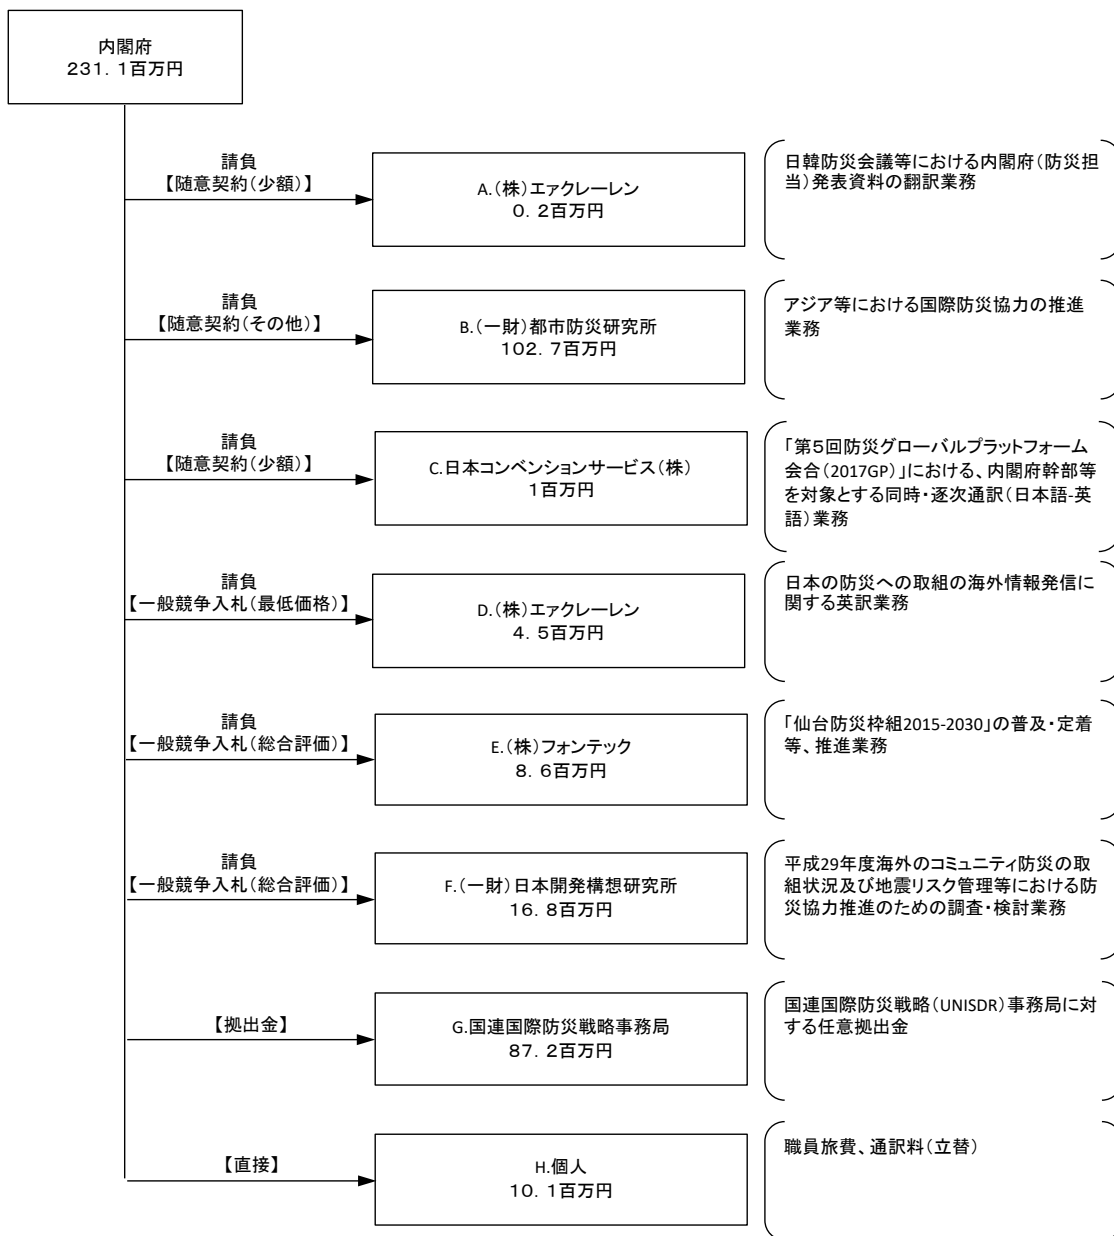 内閣府
231．1百万円
請負
【随意契約（少額）】
A.（株）エァクレーレン
0．2百万円
日韓防災会議等における内閣府（防災担
当）発表資料の翻訳業務
請負
【随意契約（その他）】
B.（一財）都市防災研究所
102．7百万円
アジア等における国際防災協力の推進
業務
請負
【随意契約（少額）】
C.日本コンベンションサービス（株）
1百万円
「第5回防災グローバルプラットフォーム
会合（2017GP）」における、内閣府幹部等
を対象とする同時・逐次通訳（日本語-英
語）業務
請負
【一般競争入札（最低価格）】
D.（株）エァクレーレン
4．5百万円
日本の防災への取組の海外情報発信に
関する英訳業務
請負
【一般競争入札（総合評価）】
E.（株）フォンテック
8．6百万円
「仙台防災枠組2015-2030」の普及・定着
等、推進業務
請負
【一般競争入札（総合評価）】
F.（一財）日本開発構想研究所
16．8百万円
平成29年度海外のコミュニティ防災の取
組状況及び地震リスク管理等における防
災協力推進のための調査・検討業務
【拠出金】
G.国連国際防災戦略事務局
87．2百万円
国連国際防災戦略（UNISDR）事務局に対
する任意拠出金
【直接】
H.個人
10．1百万円
職員旅費、通訳料（立替）